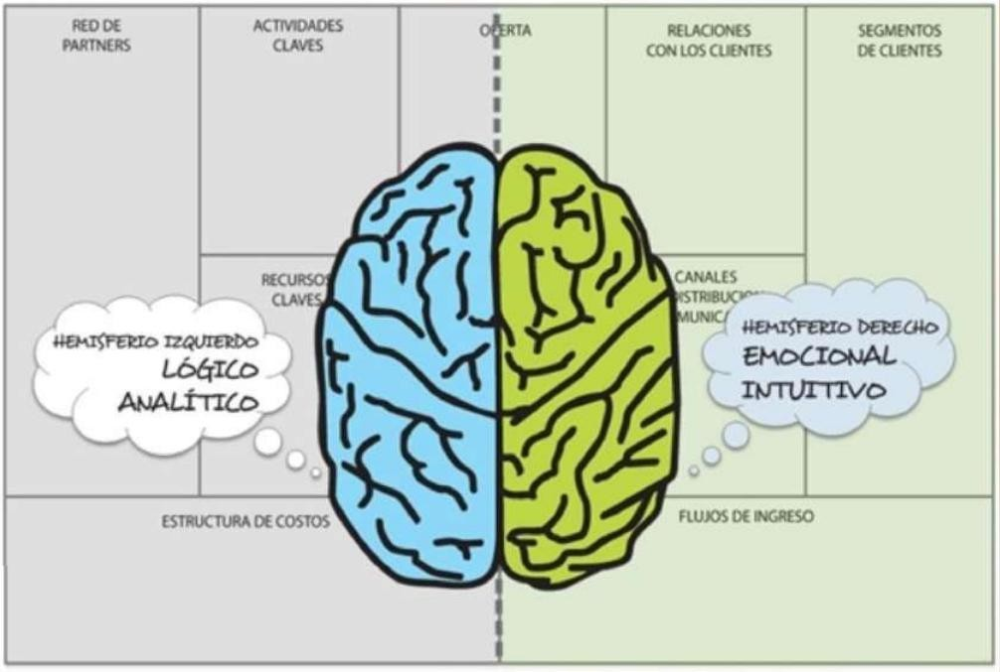 RED DE
PARTNERS
ACTIVIDADES
CLAVES
OFERTA
RELACIONES
CON LOS CLIENTES
SEGMENTOS
DE CLIENTES
RECURSOS
CLAVES
CANALES
HEMISFERIO IZQUIERDO
LÓGICO
ANALÍTICO
HEMISFERIO DERECHO
EMOCIONAL
INTUITIVO
ESTRUCTURA DE COSTOS
FLUJOS DE INGRESO